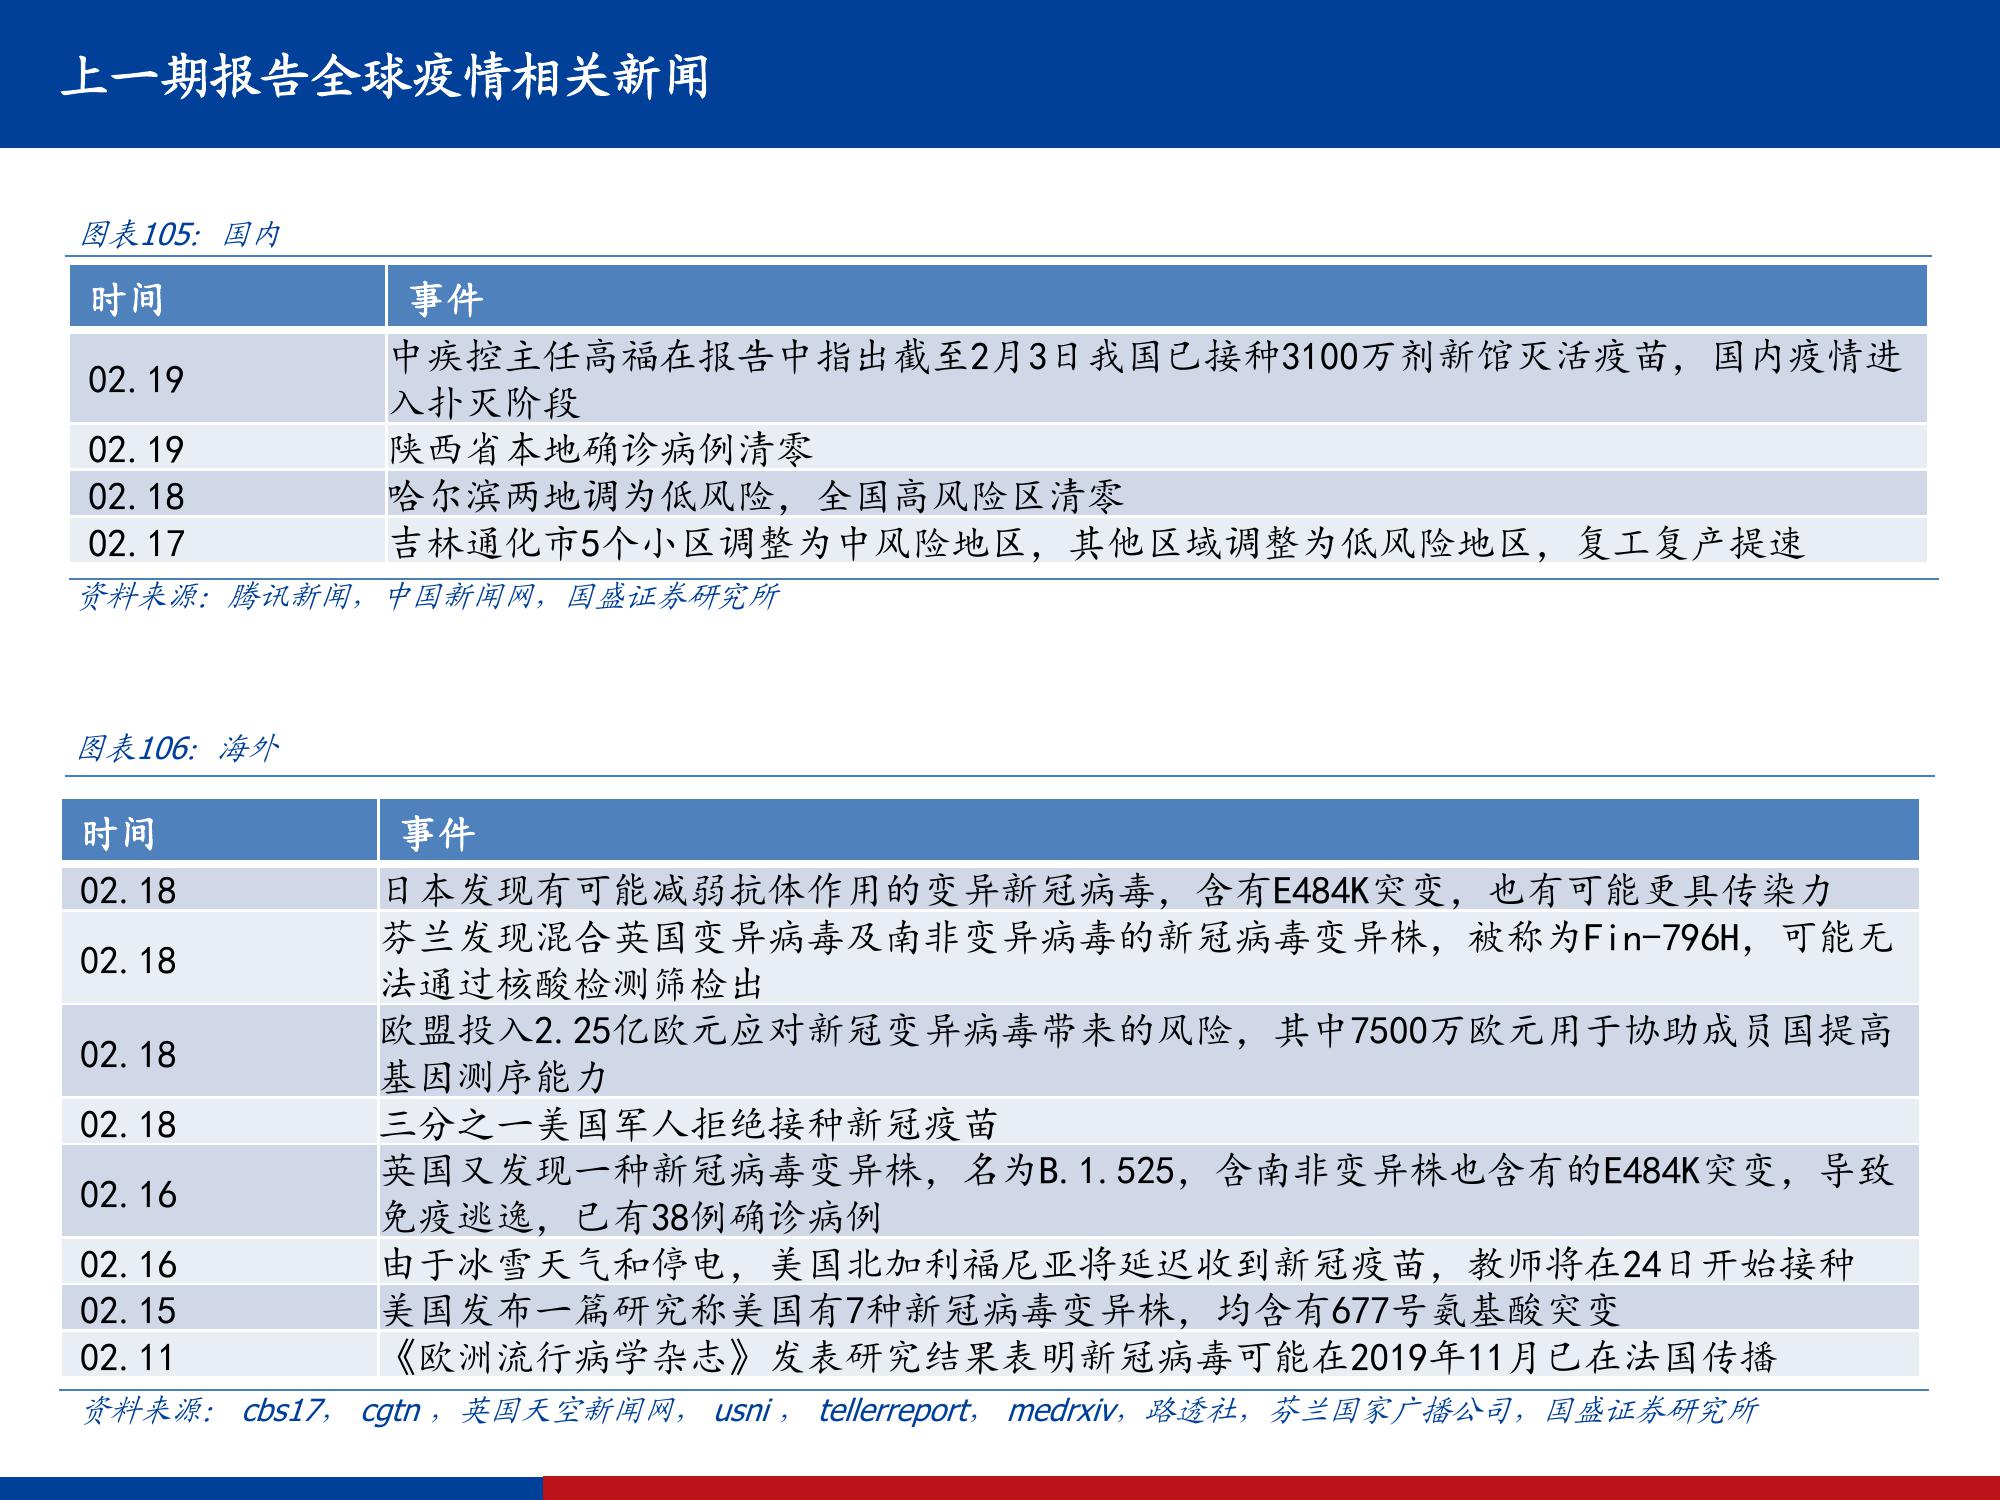 上一期报告全球疫情相关新闻
图表105：国内
时间 事件
02.19 中疾控主任高福在报告中指出截至2月3日我国已接种3100万剂新馆灭活疫苗，国内疫情进
入扑灭阶段
02.19 陕西省本地确诊病例清零
02.18 哈尔滨两地调为低风险，全国高风险区清零
02.17 吉林通化市5个小区调整为中风险地区，其他区域调整为低风险地区，复工复产提速
资料来源：腾讯新闻，中国新闻网，国盛证券研究所
图表106：海外
时间 事件
02.18 日本发现有可能减弱抗体作用的变异新冠病毒，含有E484K突变，也有可能更具传染力
02.18 芬兰发现混合英国变异病毒及南非变异病毒的新冠病毒变异株，被称为Fin-796H，可能无
法通过核酸检测筛检出
02.18 欧盟投入2.25亿欧元应对新冠变异病毒带来的风险，其中7500万欧元用于协助成员国提高
基因测序能力
02.18 三分之一美国军人拒绝接种新冠疫苗
02.16 英国又发现一种新冠病毒变异株，名为B.1.525，含南非变异株也含有的E484K突变，导致
免疫逃逸，已有38例确诊病例
02.16 由于冰雪天气和停电，美国北加利福尼亚将延迟收到新冠疫苗，教师将在24日开始接种
02.15 美国发布一篇研究称美国有7种新冠病毒变异株，均含有677号氨基酸突变
02.11 《欧洲流行病学杂志》发表研究结果表明新冠病毒可能在2019年11月已在法国传播
资料来源： cbs17， cgtn ，英国天空新闻网， usni ， tellerreport， medrxiv，路透社，芬兰国家广播公司，国盛证券研究所